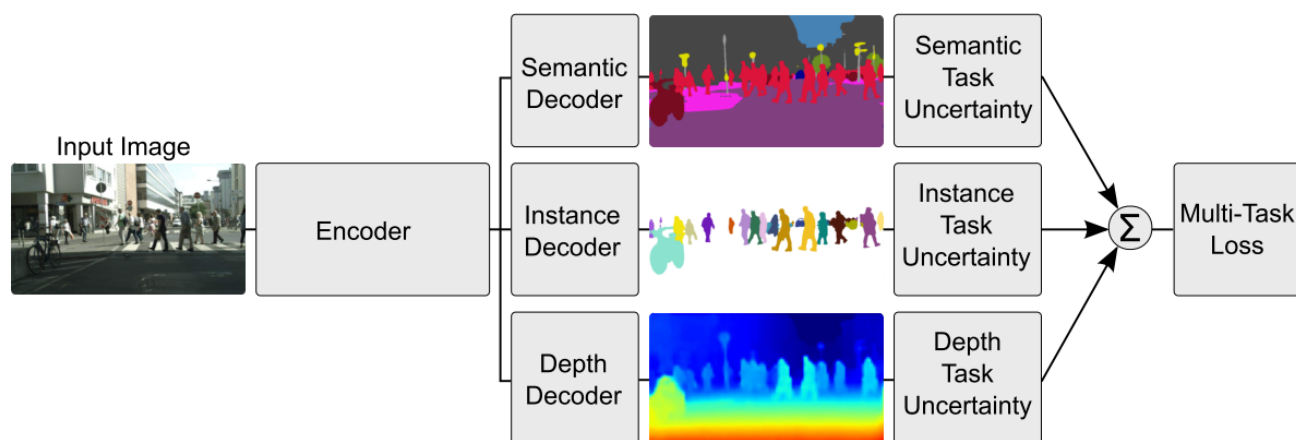 Input Image
Encoder
Semantic
Decoder
Instance
Decoder
Depth
Decoder
Semantic
Task
Uncertainty
Instance
Task
Uncertainty
Depth
Task
Uncertainty
Σ
Multi-Task
Loss